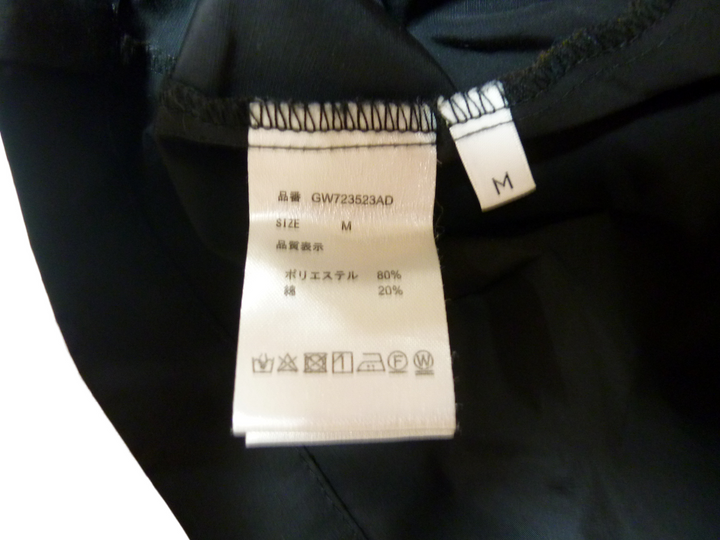 品番 GW723523AD
SIZE M
品質表示
ポリエステル 80%
綿 20%
F W
M